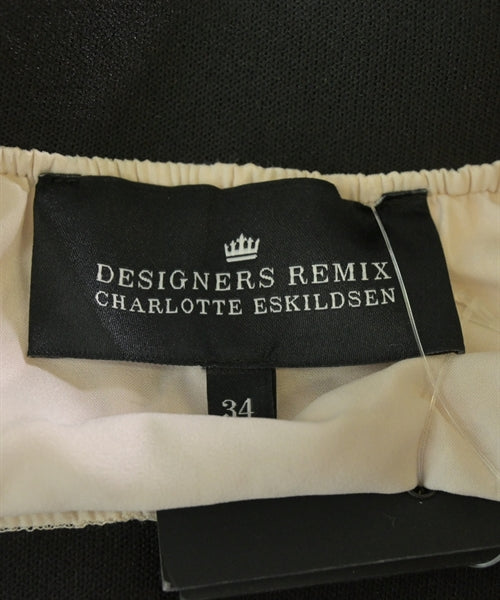 DESIGNERS REMIX
CHARLOTTE ESKILDSEN
34